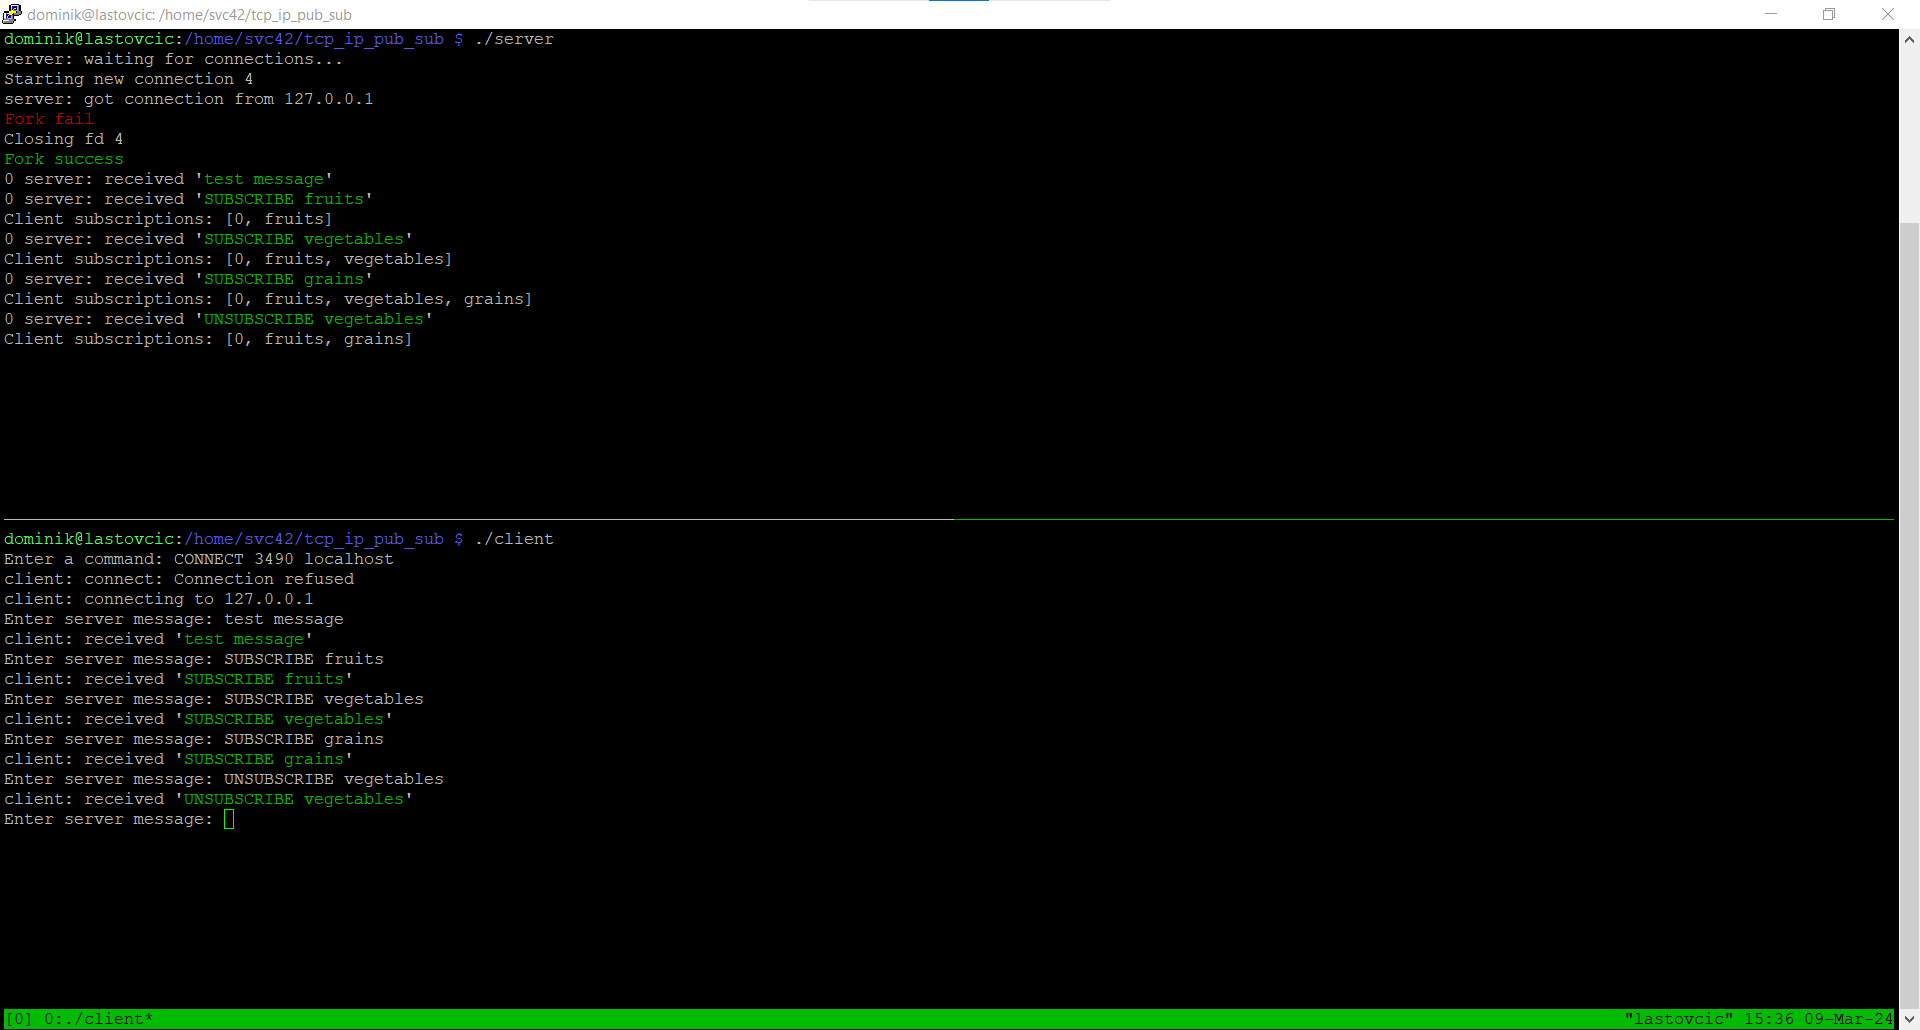 dominik@lastovcic: /home/svc42/tcp_ip_pub_sub
dominik@lastovcic:/home/svc42/tcp_ip_pub_sub $ ./server
server: waiting for connections...
Starting new connection 4
server: got connection from 127.0.0.1
Fork fail
Closing fd 4
Fork success
0 server: received 'test message'
0 server: received 'SUBSCRIBE fruits'
Client subscriptions: [0, fruits]
0 server: received 'SUBSCRIBE vegetables'
Client subscriptions: [0, fruits, vegetables]
0 server: received 'SUBSCRIBE grains'
Client subscriptions: [0, fruits, vegetables, grains]
0 server: received 'UNSUBSCRIBE vegetables'
Client subscriptions: [0, fruits, grains]
dominik@lastovcic:/home/svc42/tcp_ip_pub_sub $ ./client
Enter a command: CONNECT 3490 localhost
client: connect: Connection refused
client: connecting to 127.0.0.1
Enter server message: test message
client: received 'test message'
Enter server message: SUBSCRIBE fruits
client: received 'SUBSCRIBE fruits'
Enter server message: SUBSCRIBE vegetables
client: received 'SUBSCRIBE vegetables'
Enter server message: SUBSCRIBE grains
client: received 'SUBSCRIBE grains'
Enter server message: UNSUBSCRIBE vegetables
client: received 'UNSUBSCRIBE vegetables'
Enter server message:
[0] 0:./client* "lastovcic" 15:36 09-Mar-24